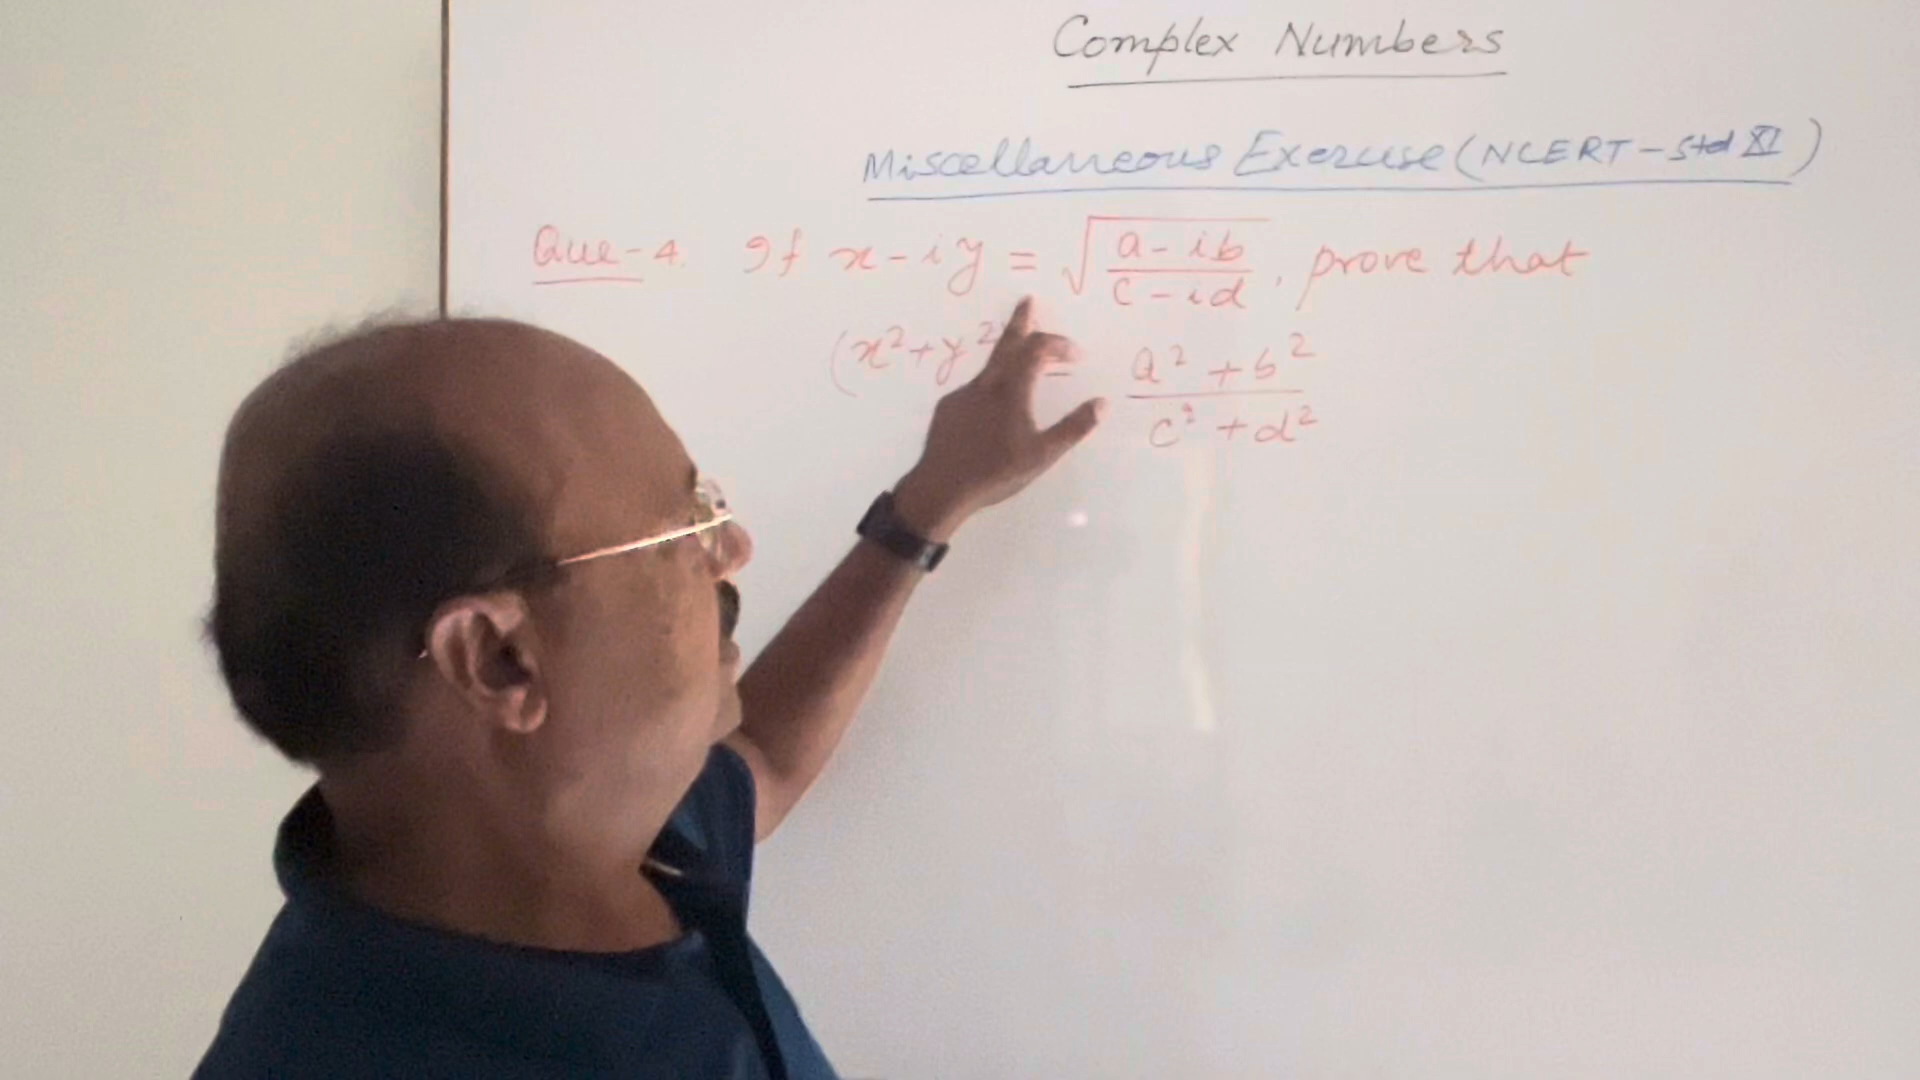 Complex Numbers
Miscellaneous Exercise (NCERT - Std XI)
Que-4. If x - iy = √((a - ib)/(c - id)), prove that
(x² + y² = (a² + b²)/(c² + d²)